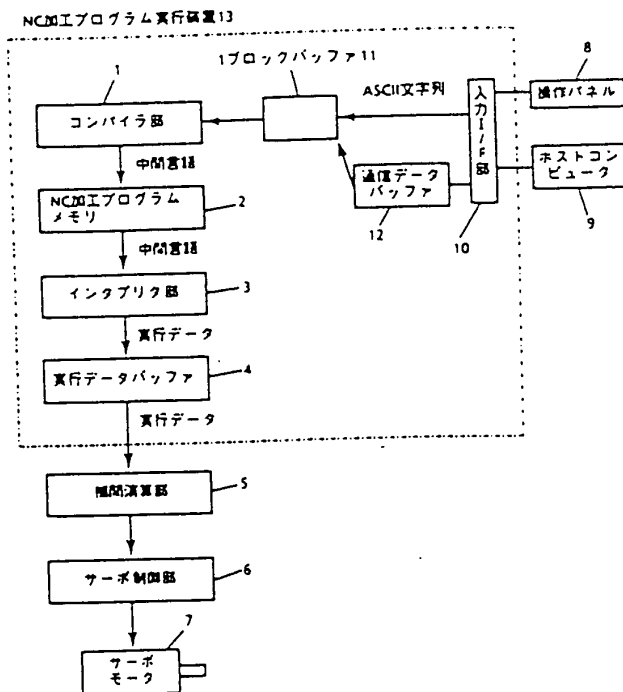 NC加工プログラム実行装置13
1
コンパイラ部
1ブロックバッファ11
ASCII文字列
入力I/F部
10
8
操作パネル
ホストコンピュータ
9
通信データ
バッファ
12
中間言語
NC加工プログラム
メモリ
2
中間言語
インタプリタ部
3
実行データ
実行データバッファ
4
実行データ
補間演算部
5
サーボ制御部
6
7
サーボ
モータ